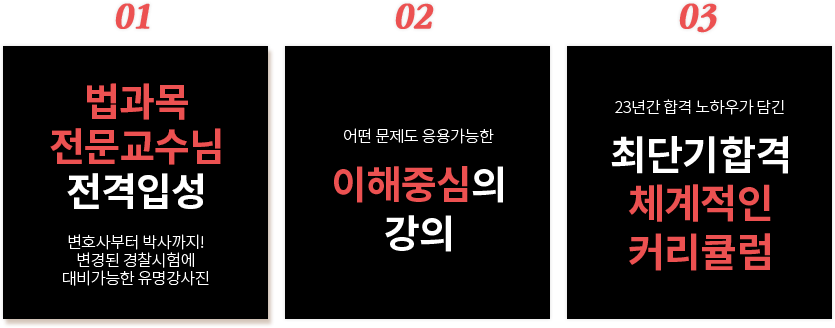 01
법과목
전문교수님
전격입성
변호사부터 박사까지!
변경된 경찰시험에
대비가능한 유명강사진
02
어떤 문제도 응용가능한
이해중심의
강의
03
23년간 합격 노하우가 담긴
최단기합격
체계적인
커리큘럼